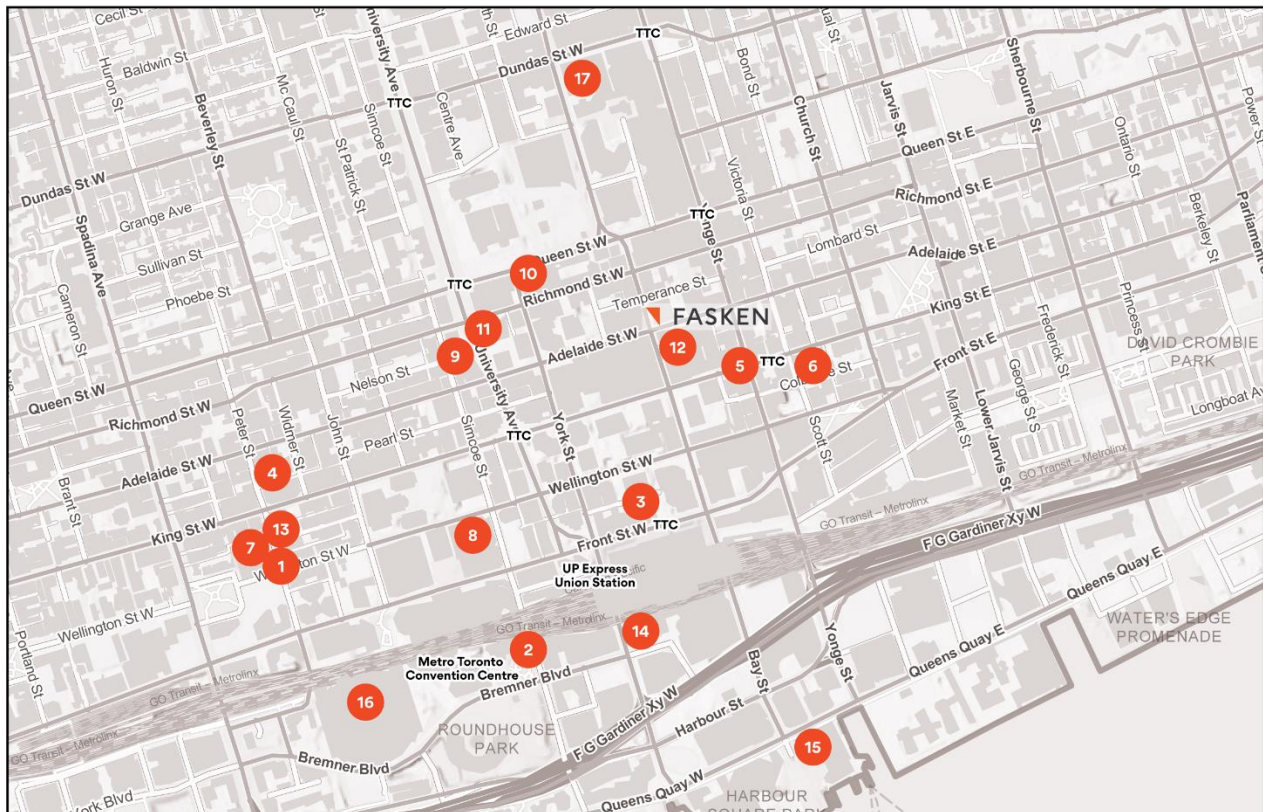 Cecil St
Baldwin St
Huron St
Beverley St
Mc Caul St
St Patrick St
Simcoe St
University Ave
Centre Ave
Edward St
Dundas St W
TTC
17
TTC
Bond St
Church St
Jarvis St
Sherbourne St
Power St
Ontario St
Berkeley St
Parliament S
Queen St E
Richmond St E
Adelaide St E
King St E
Front St E
Victoria St
Lombard St
Yonge St
TTC
Dundas St W
Grange Ave
Sullivan St
Phoebe St
Spadina Ave
Cameron St
Queen St W
10
Richmond St W
Temperance St
TTC
11
9
FASKEN
12
5
TTC
6
Adelaide St W
Nelson St
University Av
York St
Scott St
Market St
Lower Jarvis St
George St S
Frederick St
Princess St
DAVID CROMBIE
PARK
Longboat Av
Queen St W
Richmond St W
Peter St
Widmer St
John St
Pearl St
Simcoe St
TTC
4
Adelaide St W
Brant St
King St W
13
7
1
8
Wellington St W
3
TTC
Front St W
GO Transit – Metrolinx
F G Gardiner Xy W
UP Express
Union Station
Wellington St W
Portland St
GO Transit – Metrolinx
14
2
Metro Toronto
Convention Centre
Bremner Blvd
16
ROUNDHOUSE
PARK
GO Transit – Metrolinx
Bremner Blvd
F G Gardiner Xy W
Harbour St
Bay St
Yonge St
Queens Quay E
Queens Quay E
WATER'S EDGE
PROMENADE
15
Queens Quay W
HARBOUR
SQUARE PARK
York Blvd